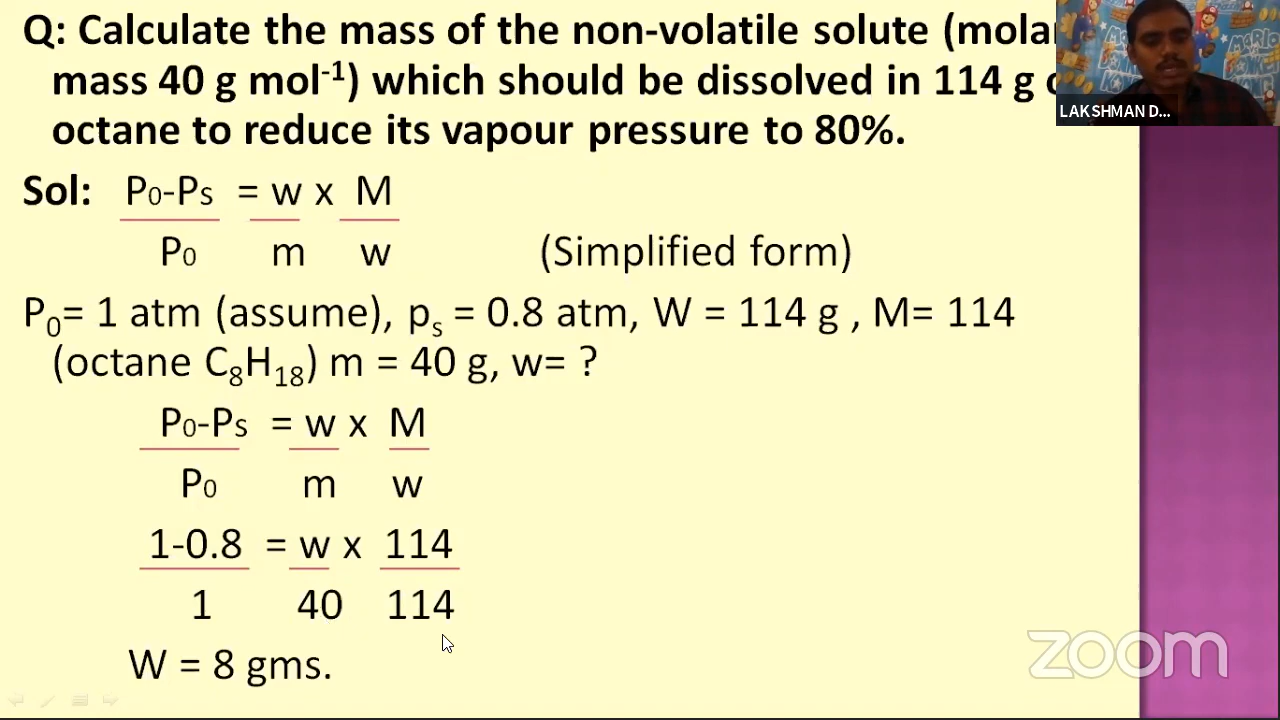 Q: Calculate the mass of the non-volatile solute (molar
mass 40 g mol⁻¹) which should be dissolved in 114 g
octane to reduce its vapour pressure to 80%.
LAKSHMAN D...
Sol: P₀-Ps = w x M
P₀ m w (Simplified form)
P₀= 1 atm (assume), pₛ = 0.8 atm, W = 114 g , M= 114
(octane C₈H₁₈) m = 40 g, w= ?
P₀-Ps = w x M
P₀ m w
1-0.8 = w x 114
1 40 114
W = 8 gms.
zoom